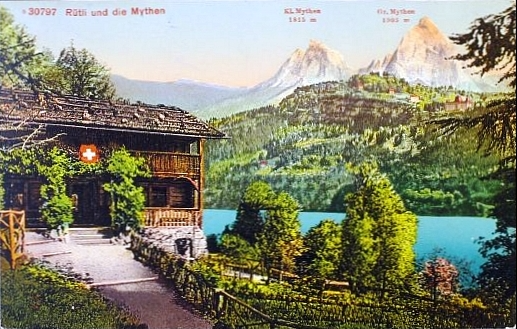 30797 Rütli und die Mythen
Kl. Mythen
1815 m
Gr. Mythen
1903 m